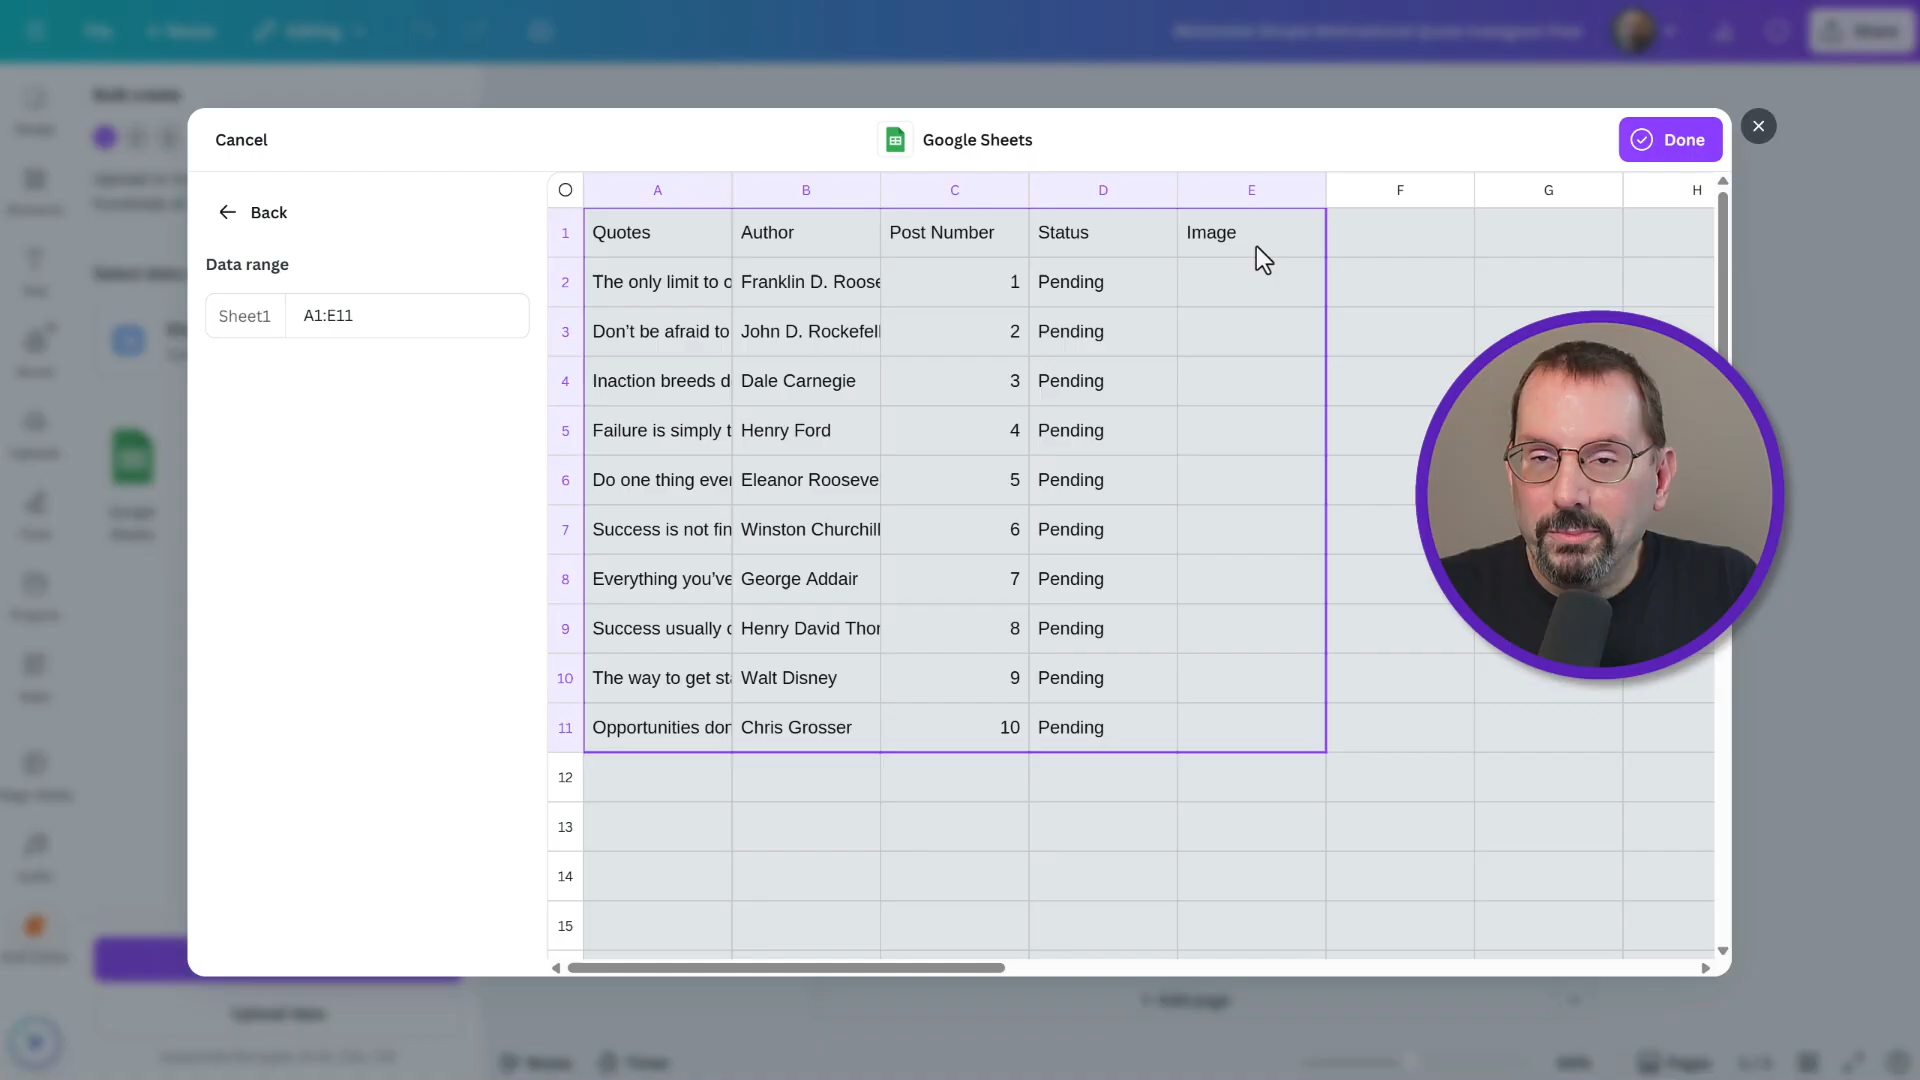 Cancel
Google Sheets
Done
Back
Data range
Sheet1 A1:E11
A B C D E F G H
1 Quotes Author Post Number Status Image
2 The only limit to o Franklin D. Roose 1 Pending
3 Don't be afraid to John D. Rockefell 2 Pending
4 Inaction breeds d Dale Carnegie 3 Pending
5 Failure is simply t Henry Ford 4 Pending
6 Do one thing ever Eleanor Rooseve 5 Pending
7 Success is not fin Winston Churchill 6 Pending
8 Everything you've George Addair 7 Pending
9 Success usually c Henry David Thor 8 Pending
10 The way to get sta Walt Disney 9 Pending
11 Opportunities don Chris Grosser 10 Pending
12
13
14
15